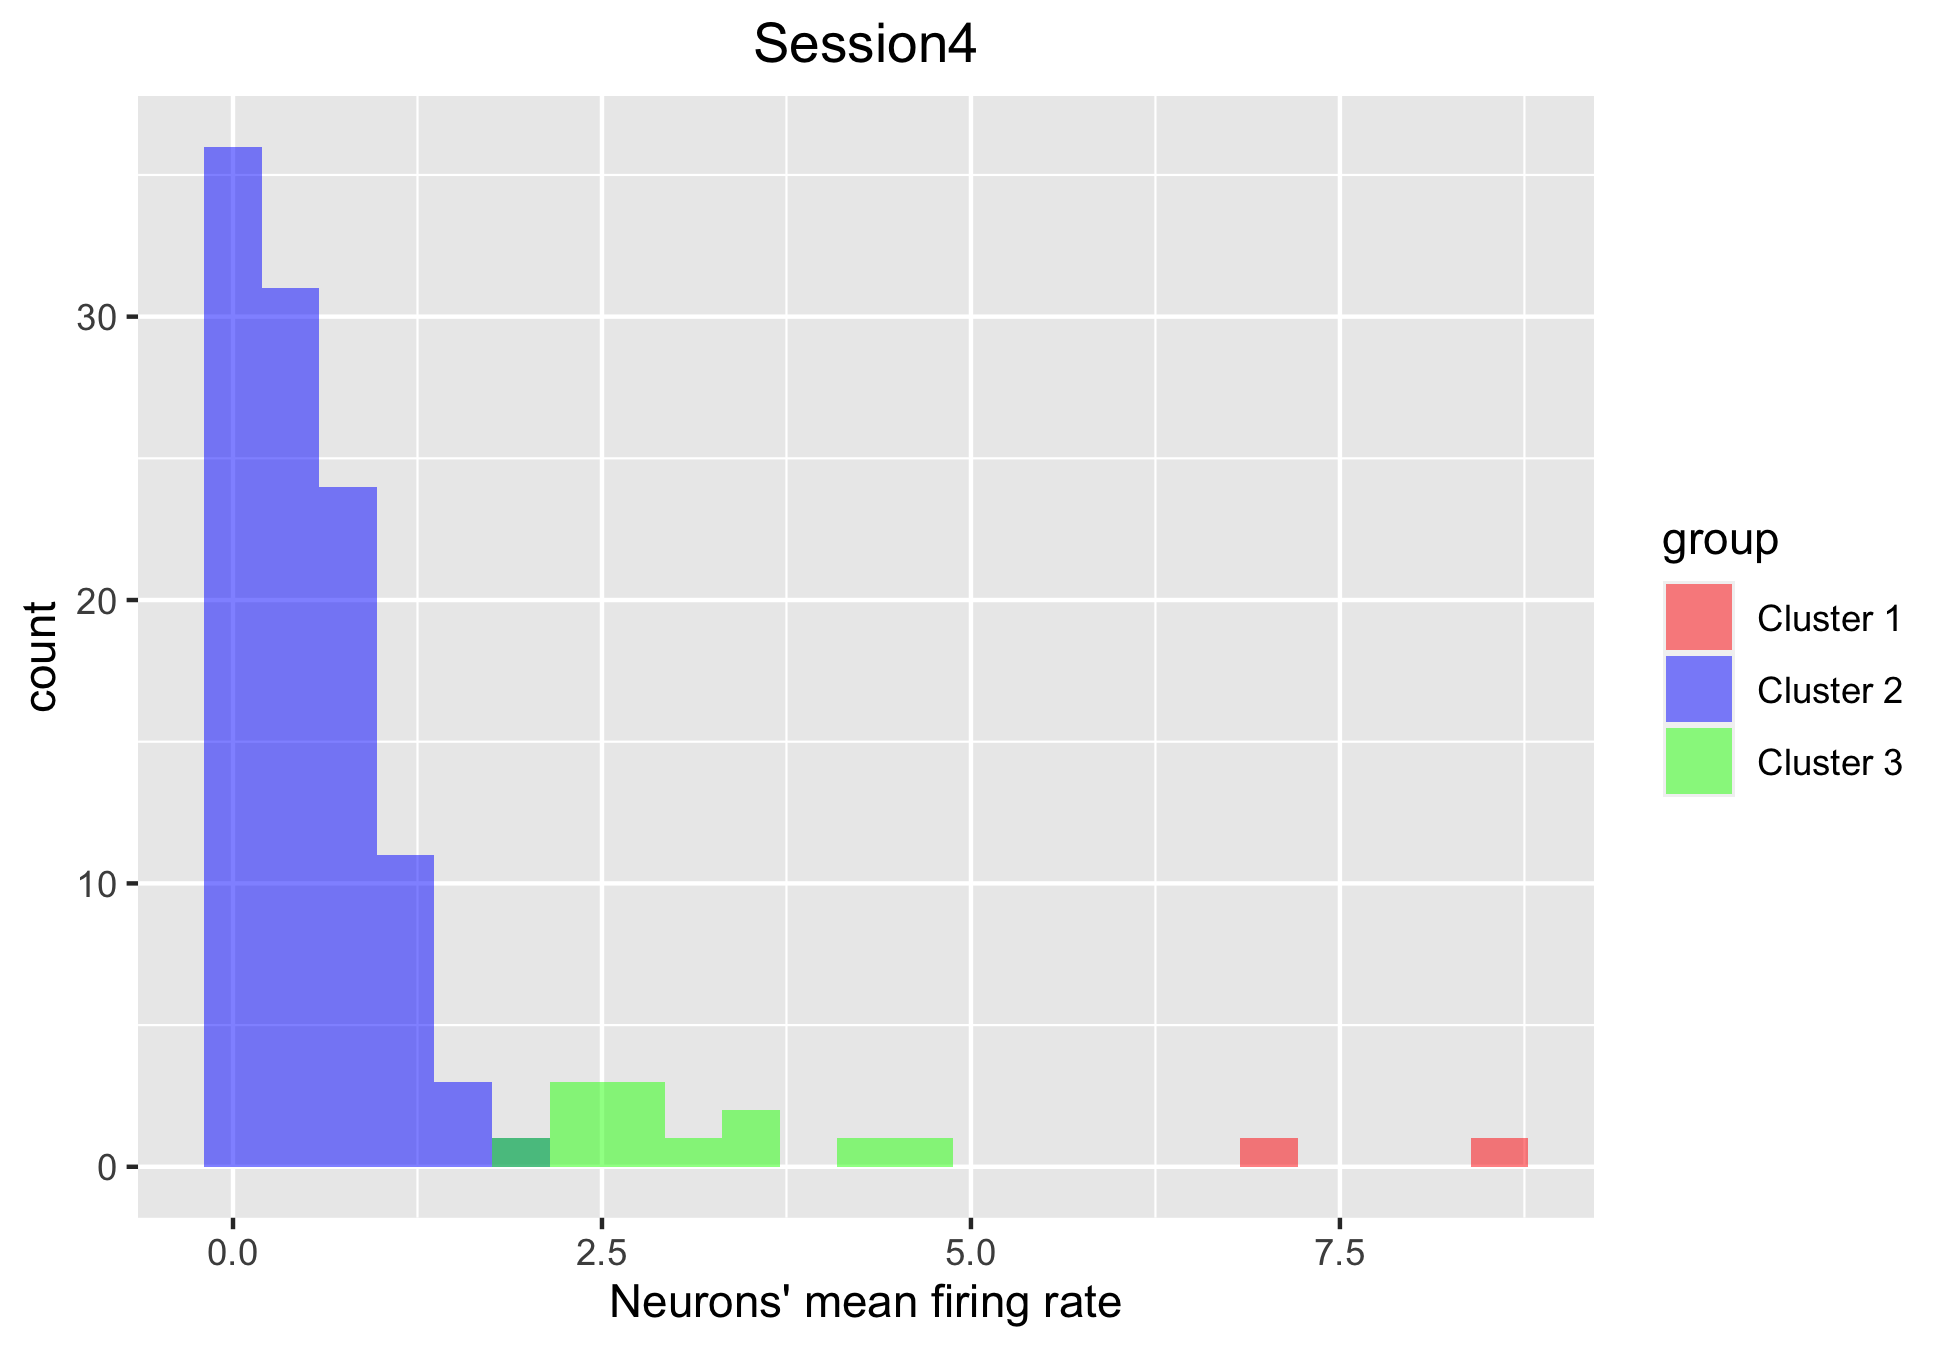 Session4
count
30
20
10
0
0.0 2.5 5.0 7.5
Neurons' mean firing rate
group
Cluster 1
Cluster 2
Cluster 3